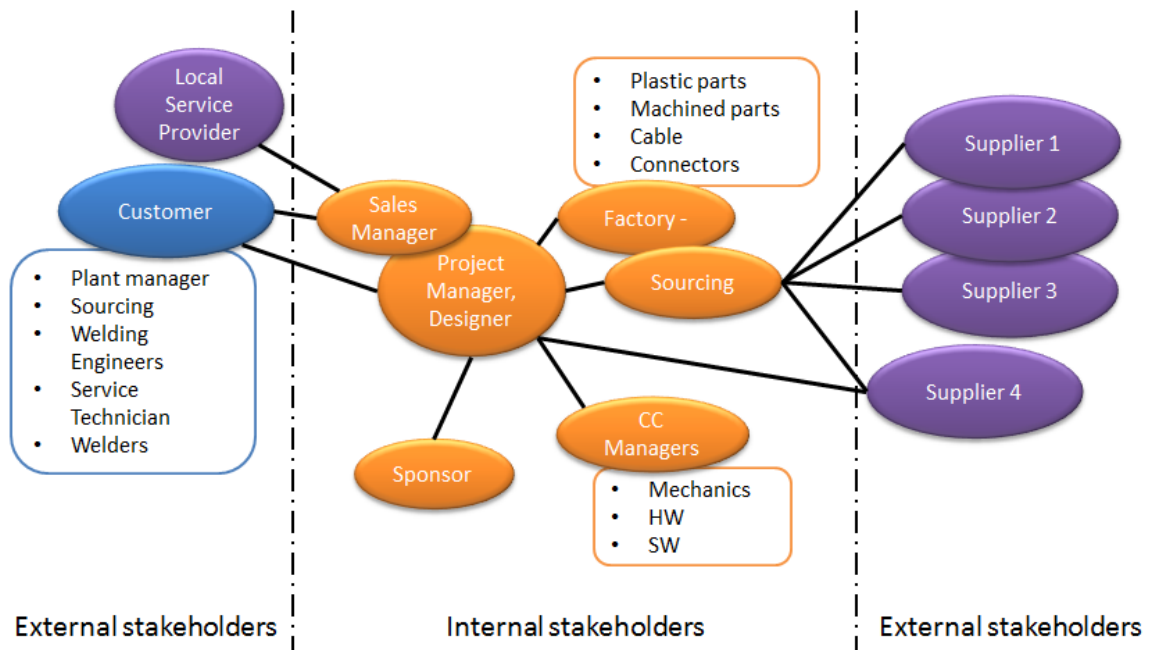 Local
Service
Provider
Customer
• Plant manager
• Sourcing
• Welding
Engineers
• Service
Technician
• Welders
Sales
Manager
Project
Manager,
Designer
• Plastic parts
• Machined parts
• Cable
• Connectors
Factory -
Sourcing
Sponsor
CC
Managers
• Mechanics
• HW
• SW
Supplier 1
Supplier 2
Supplier 3
Supplier 4
External stakeholders
Internal stakeholders
External stakeholders